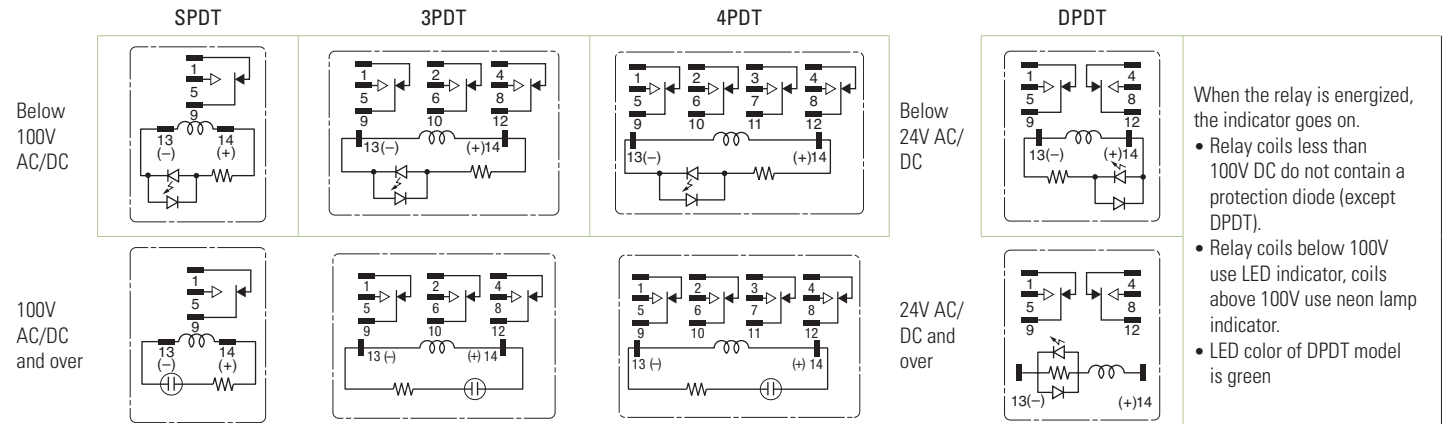 SPDT 3PDT 4PDT DPDT
Below
100V
AC/DC
1
5
9
13 14
(–) (+)
1 2 4
5 6 8
9 10 12
13(–) (+)14
1 2 3 4
5 6 7 8
9 10 11 12
13(–) (+)14
Below
24V AC/
DC
1 4
5 8
9 12
13(–) (+)14
When the relay is energized,
the indicator goes on.
• Relay coils less than
100V DC do not contain a
protection diode (except
DPDT).
• Relay coils below 100V
use LED indicator, coils
above 100V use neon lamp
indicator.
• LED color of DPDT model
is green
100V
AC/DC
and over
1
5
9
13 14
(–) (+)
1 2 4
5 6 8
9 10 12
13 (–) (+) 14
1 2 3 4
5 6 7 8
9 10 11 12
13 (–) (+) 14
24V AC/
DC and
over
1 4
5 8
9 12
13(–) (+)14